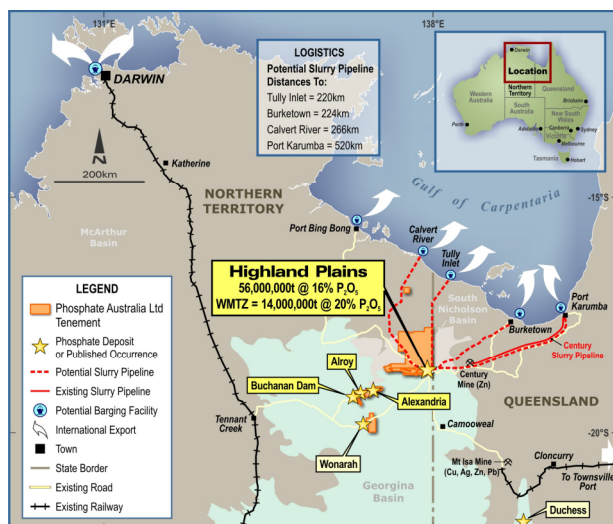 131°E
138°E
DARWIN
N
200km
Katherine
LOGISTICS
Potential Slurry Pipeline
Distances To:
Tully Inlet = 220km
Burketown = 224km
Calvert River = 266km
Port Karumba = 520km
Darwin
Location
Western
Australia
Northern
Territory
Queensland
South
Australia
Brisbane
New South
Wales
Perth
Adelaide
Canberra
Sydney
Victoria
Melbourne
Tasmania
Hobart
NORTHERN
TERRITORY
McArthur
Basin
Gulf of Carpentaria
-15°S
Port Bing Bong
Calvert
River
Tully
Inlet
Highland Plains
56,000,000t @ 16% P₂O₅
WMTZ = 14,000,000t @ 20% P₂O₅
South
Nicholson
Basin
Port
Karumba
Burketown
Century
Slurry Pipeline
Century
Mine (Zn)
LEGEND
Phosphate Australia Ltd
Tenement
Phosphate Deposit
or Published Occurrence
Potential Slurry Pipeline
Existing Slurry Pipeline
Potential Barging Facility
International Export
Town
State Border
Existing Road
Existing Railway
Alroy
Buchanan Dam
Alexandria
Wonarah
Tennant
Creek
QUEENSLAND
Camooweal
-20°S
Mt Isa Mine
(Cu, Ag, Zn, Pb)
Cloncurry
To Townsville
Port
Georgina
Basin
Duchess